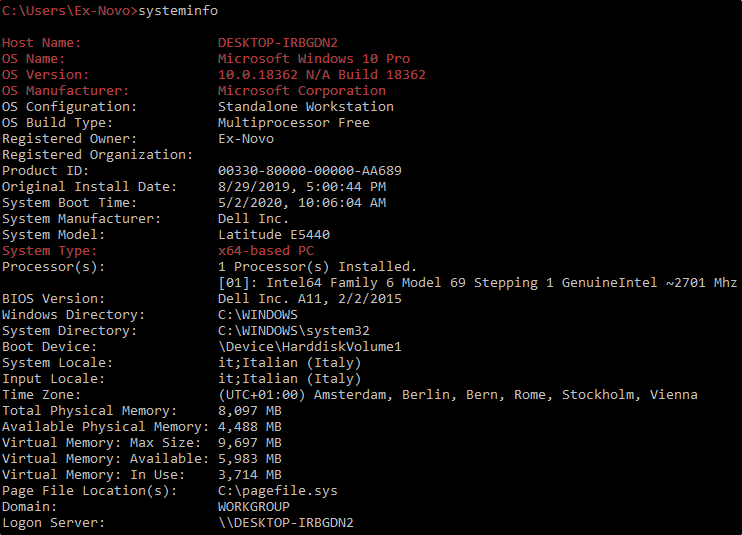 C:\Users\Ex-Novo>systeminfo
Host Name: DESKTOP-IRBGDN2
OS Name: Microsoft Windows 10 Pro
OS Version: 10.0.18362 N/A Build 18362
OS Manufacturer: Microsoft Corporation
OS Configuration: Standalone Workstation
OS Build Type: Multiprocessor Free
Registered Owner: Ex-Novo
Registered Organization:
Product ID: 00330-80000-00000-AA689
Original Install Date: 8/29/2019, 5:00:44 PM
System Boot Time: 5/2/2020, 10:06:04 AM
System Manufacturer: Dell Inc.
System Model: Latitude E5440
System Type: x64-based PC
Processor(s): 1 Processor(s) Installed.
[01]: Intel64 Family 6 Model 69 Stepping 1 GenuineIntel ~2701 Mhz
BIOS Version: Dell Inc. A11, 2/2/2015
Windows Directory: C:\WINDOWS
System Directory: C:\WINDOWS\system32
Boot Device: \Device\HarddiskVolume1
System Locale: it;Italian (Italy)
Input Locale: it;Italian (Italy)
Time Zone: (UTC+01:00) Amsterdam, Berlin, Bern, Rome, Stockholm, Vienna
Total Physical Memory: 8,097 MB
Available Physical Memory: 4,488 MB
Virtual Memory: Max Size: 9,697 MB
Virtual Memory: Available: 5,983 MB
Virtual Memory: In Use: 3,714 MB
Page File Location(s): C:\pagefile.sys
Domain: WORKGROUP
Logon Server: \\DESKTOP-IRBGDN2